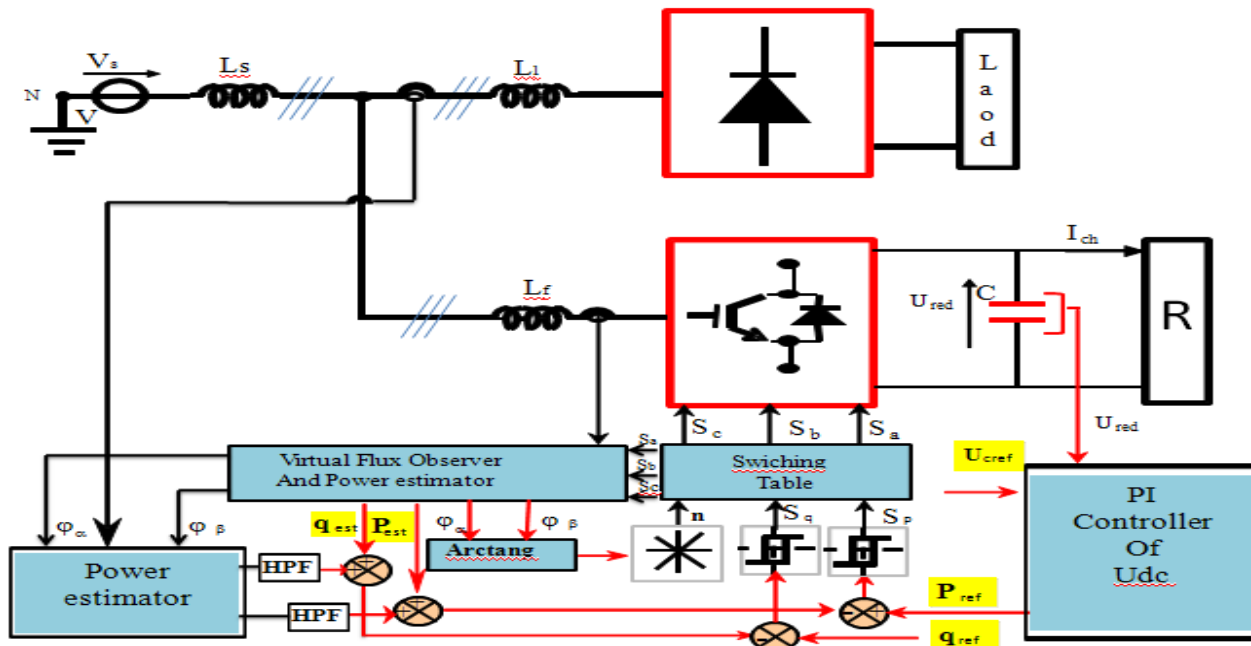 Vs
Ls
L1
N
V
Laod
Ich
Lf
Ured
C
R
Sc
Sb
Sa
Ured
Sa
Sb
Sc
Virtual Flux Observer
And Power estimator
Swiching
Table
Ucref
PI
Controller
Of
Udc
φα
φβ
qest
Pest
φα
φβ
n
Sq
Sp
Arctang
Power
estimator
HPF
HPF
Pref
qref